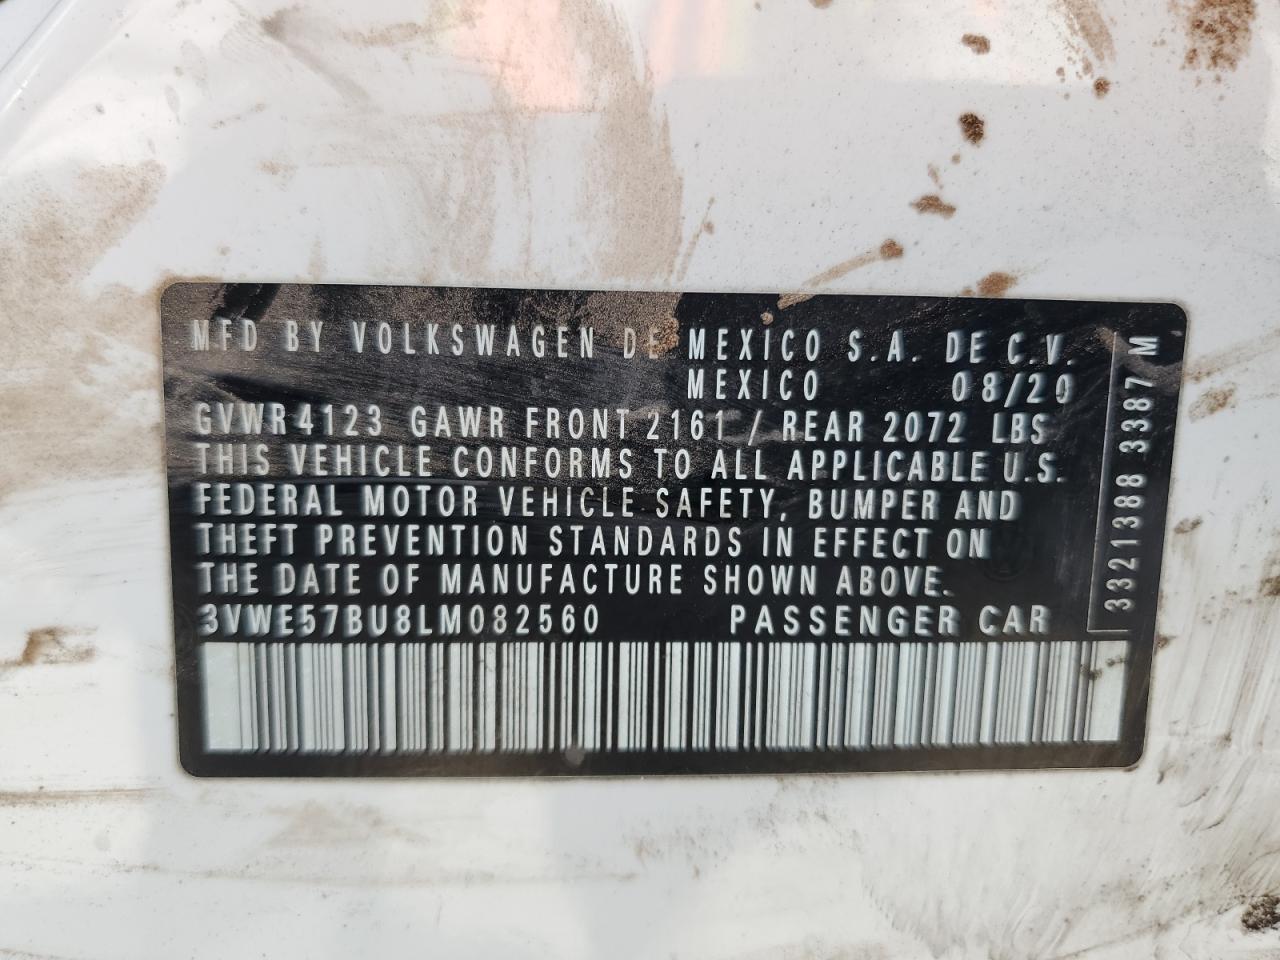 MFD BY VOLKSWAGEN DE MEXICO S.A. DE C.V.
MEXICO 08/20
GVWR 4123 GAWR FRONT 2161 / REAR 2072 LBS
THIS VEHICLE CONFORMS TO ALL APPLICABLE U.S.
FEDERAL MOTOR VEHICLE SAFETY, BUMPER AND
THEFT PREVENTION STANDARDS IN EFFECT ON
THE DATE OF MANUFACTURE SHOWN ABOVE.
3VWE57BU8LM082560 PASSENGER CAR
3321388 3387 M